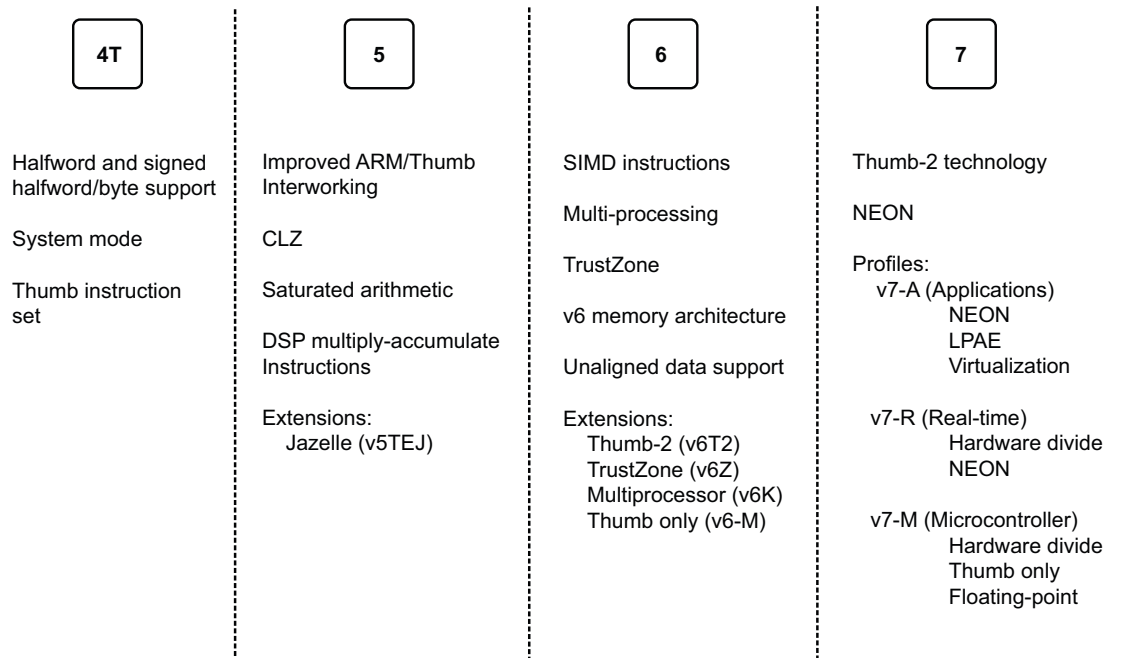 4T
Halfword and signed
halfword/byte support
System mode
Thumb instruction
set
5
Improved ARM/Thumb
Interworking
CLZ
Saturated arithmetic
DSP multiply-accumulate
Instructions
Extensions:
Jazelle (v5TEJ)
6
SIMD instructions
Multi-processing
TrustZone
v6 memory architecture
Unaligned data support
Extensions:
Thumb-2 (v6T2)
TrustZone (v6Z)
Multiprocessor (v6K)
Thumb only (v6-M)
7
Thumb-2 technology
NEON
Profiles:
v7-A (Applications)
NEON
LPAE
Virtualization
v7-R (Real-time)
Hardware divide
NEON
v7-M (Microcontroller)
Hardware divide
Thumb only
Floating-point